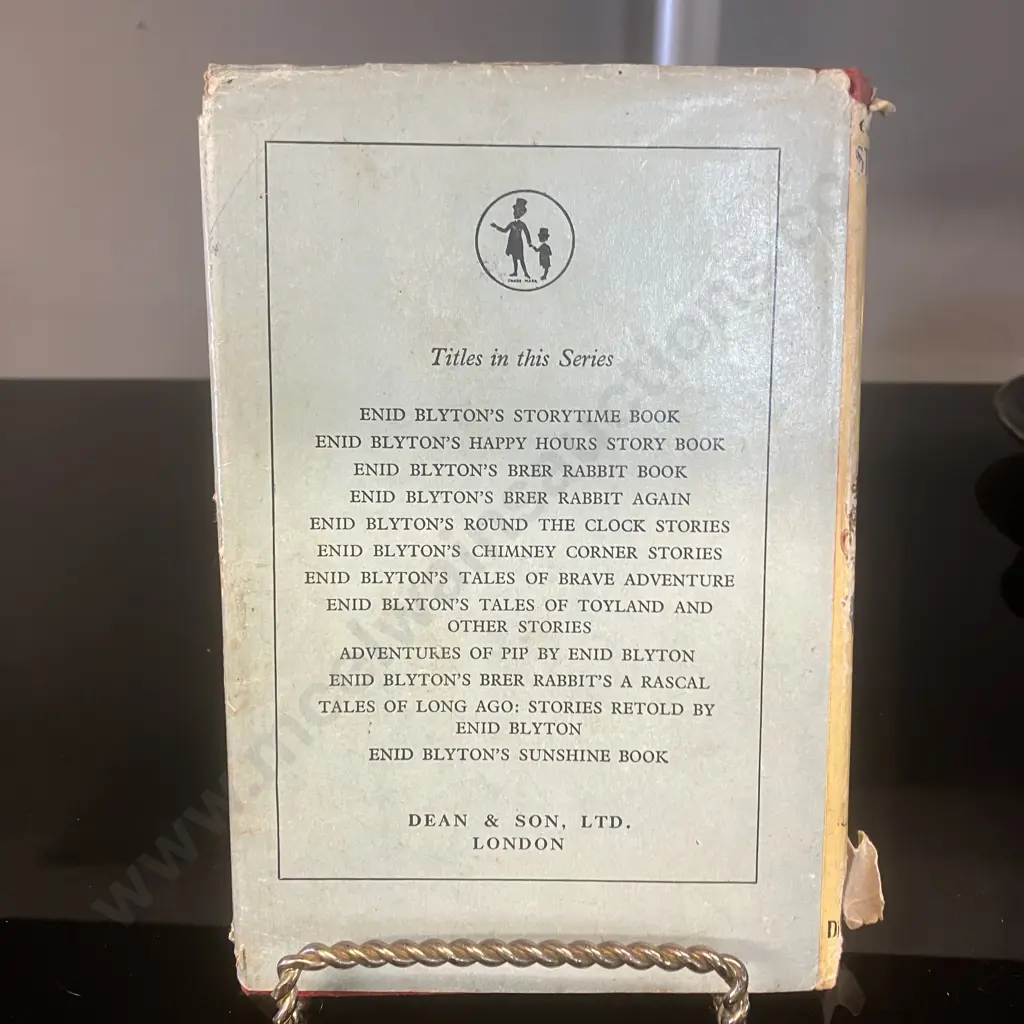 TRADE MARK
Titles in this Series
ENID BLYTON'S STORYTIME BOOK
ENID BLYTON'S HAPPY HOURS STORY BOOK
ENID BLYTON'S BRER RABBIT BOOK
ENID BLYTON'S BRER RABBIT AGAIN
ENID BLYTON'S ROUND THE CLOCK STORIES
ENID BLYTON'S CHIMNEY CORNER STORIES
ENID BLYTON'S TALES OF BRAVE ADVENTURE
ENID BLYTON'S TALES OF TOYLAND AND
OTHER STORIES
ADVENTURES OF PIP BY ENID BLYTON
ENID BLYTON'S BRER RABBIT'S A RASCAL
TALES OF LONG AGO: STORIES RETOLD BY
ENID BLYTON
ENID BLYTON'S SUNSHINE BOOK
DEAN & SON, LTD.
LONDON